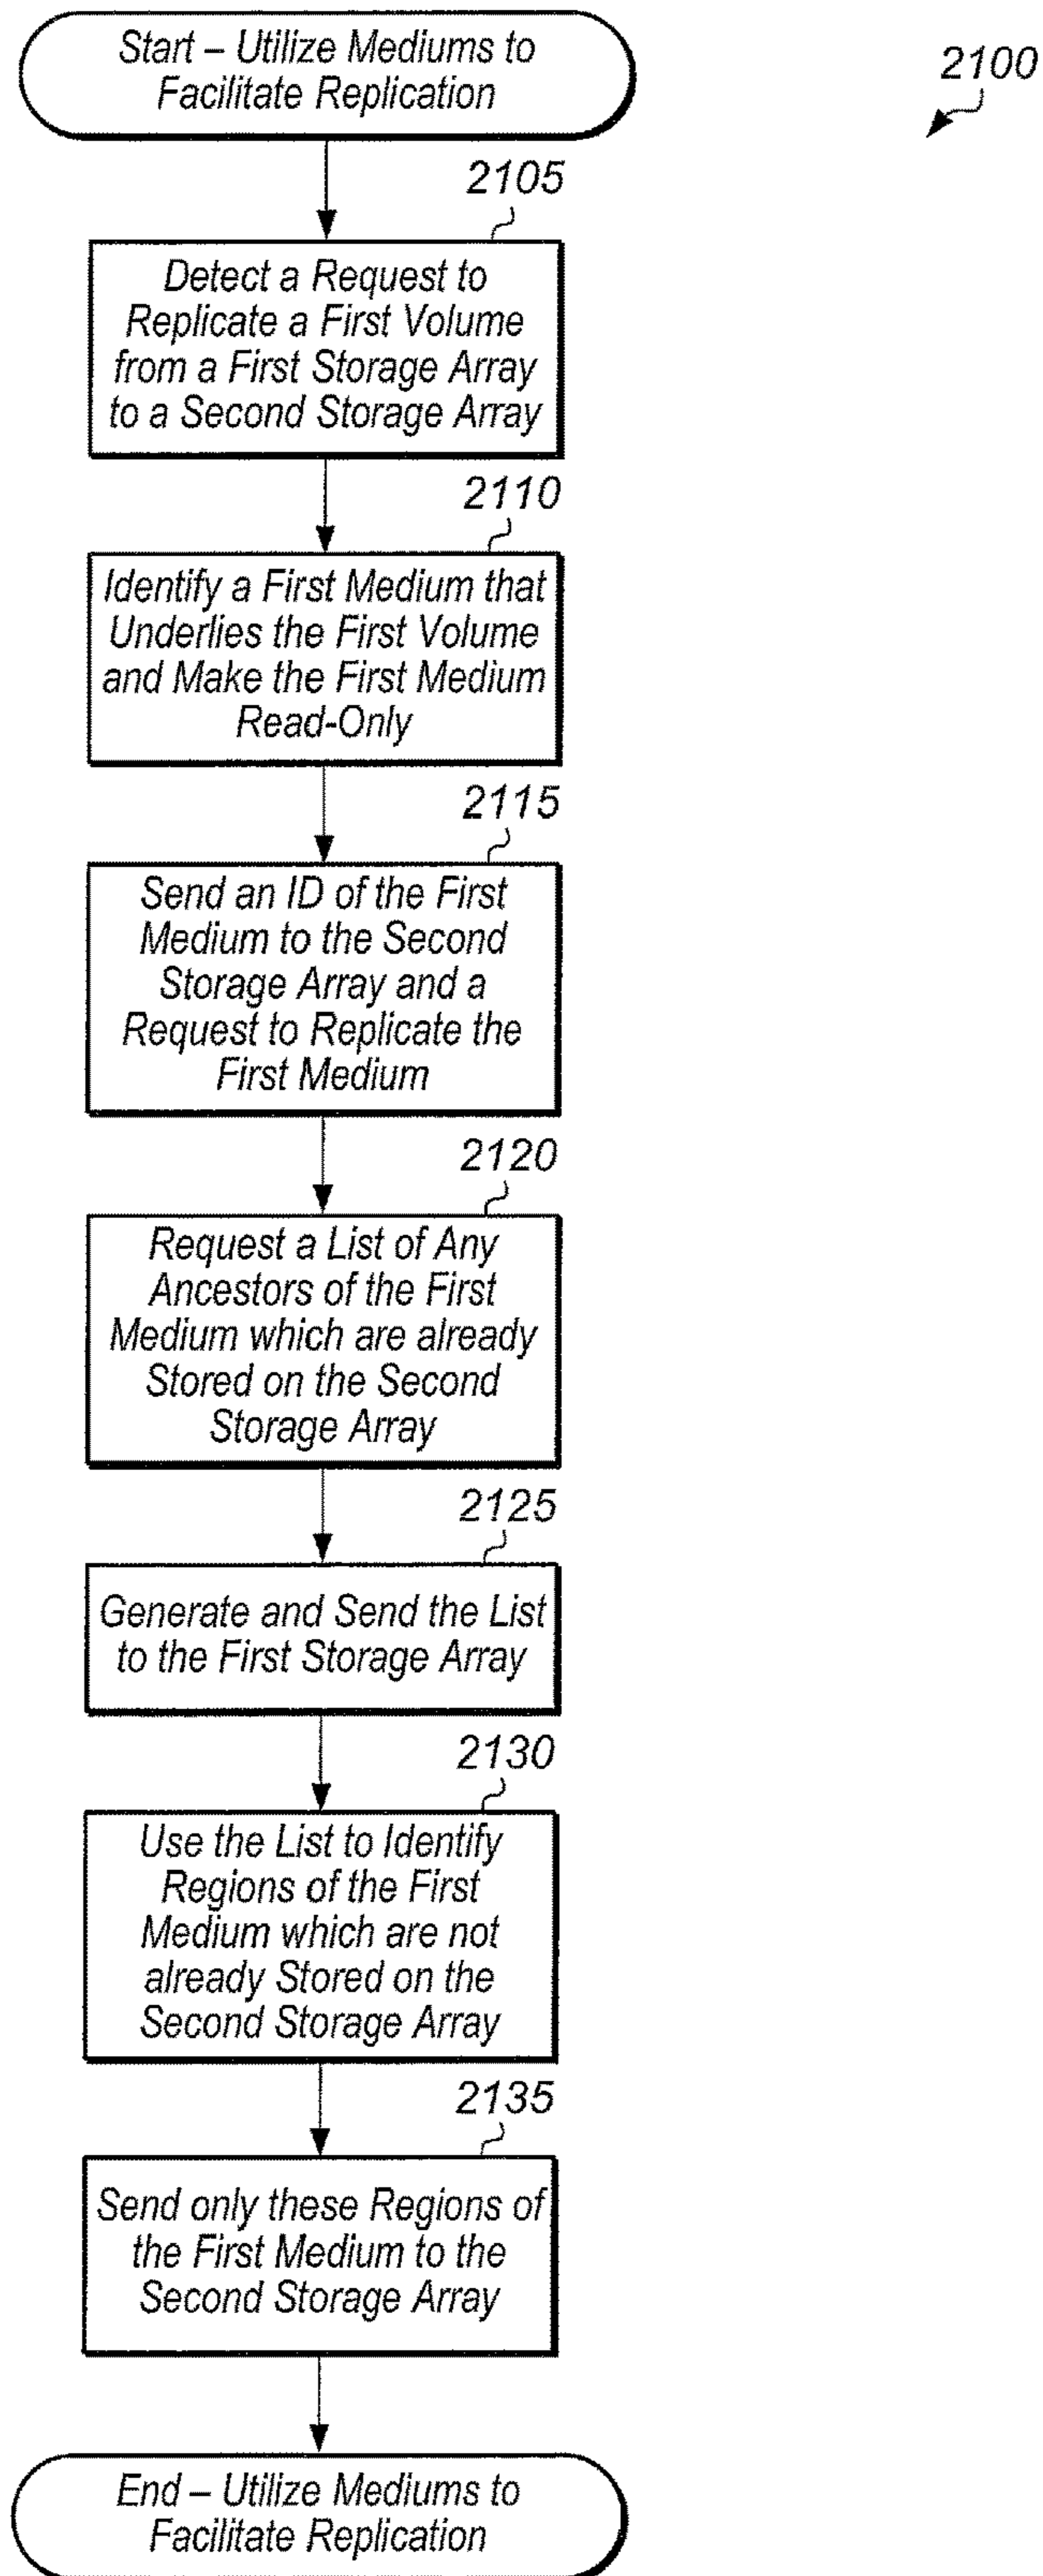 Start – Utilize Mediums to
Facilitate Replication
2100
2105
Detect a Request to
Replicate a First Volume
from a First Storage Array
to a Second Storage Array
2110
Identify a First Medium that
Underlies the First Volume
and Make the First Medium
Read-Only
2115
Send an ID of the First
Medium to the Second
Storage Array and a
Request to Replicate the
First Medium
2120
Request a List of Any
Ancestors of the First
Medium which are already
Stored on the Second
Storage Array
2125
Generate and Send the List
to the First Storage Array
2130
Use the List to Identify
Regions of the First
Medium which are not
already Stored on the
Second Storage Array
2135
Send only these Regions of
the First Medium to the
Second Storage Array
End – Utilize Mediums to
Facilitate Replication